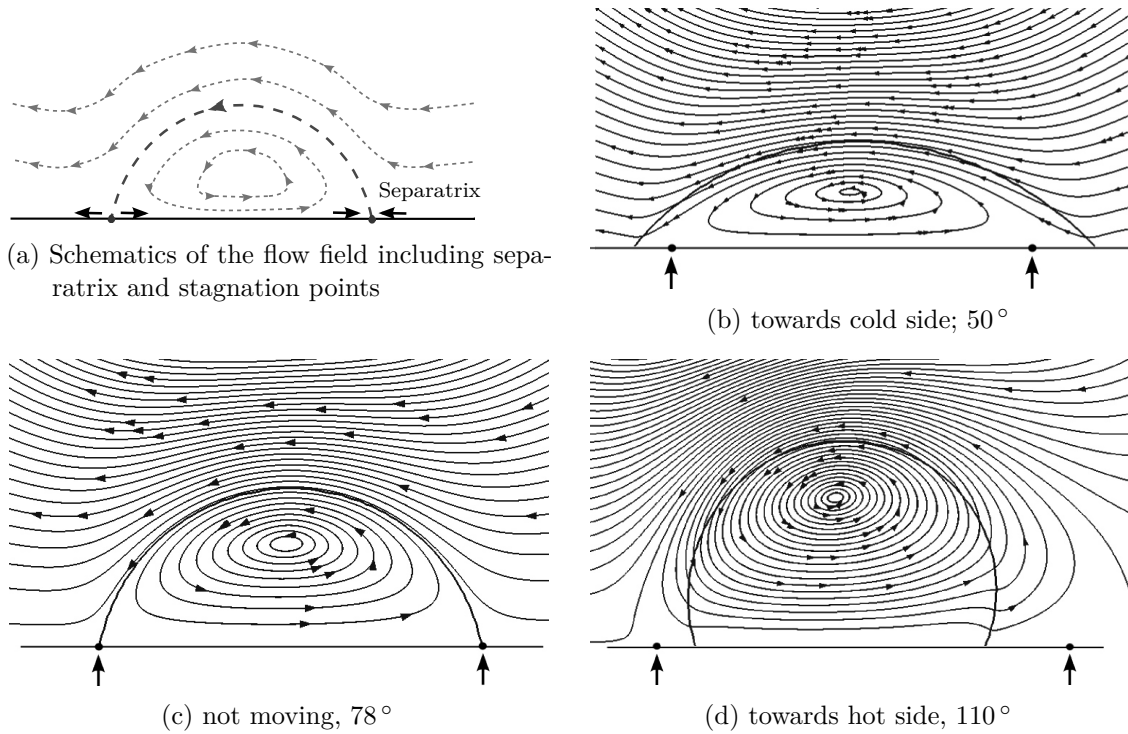 Separatrix
(a) Schematics of the flow field including sepa-
ratrix and stagnation points
(b) towards cold side; 50°
(c) not moving, 78°
(d) towards hot side, 110°